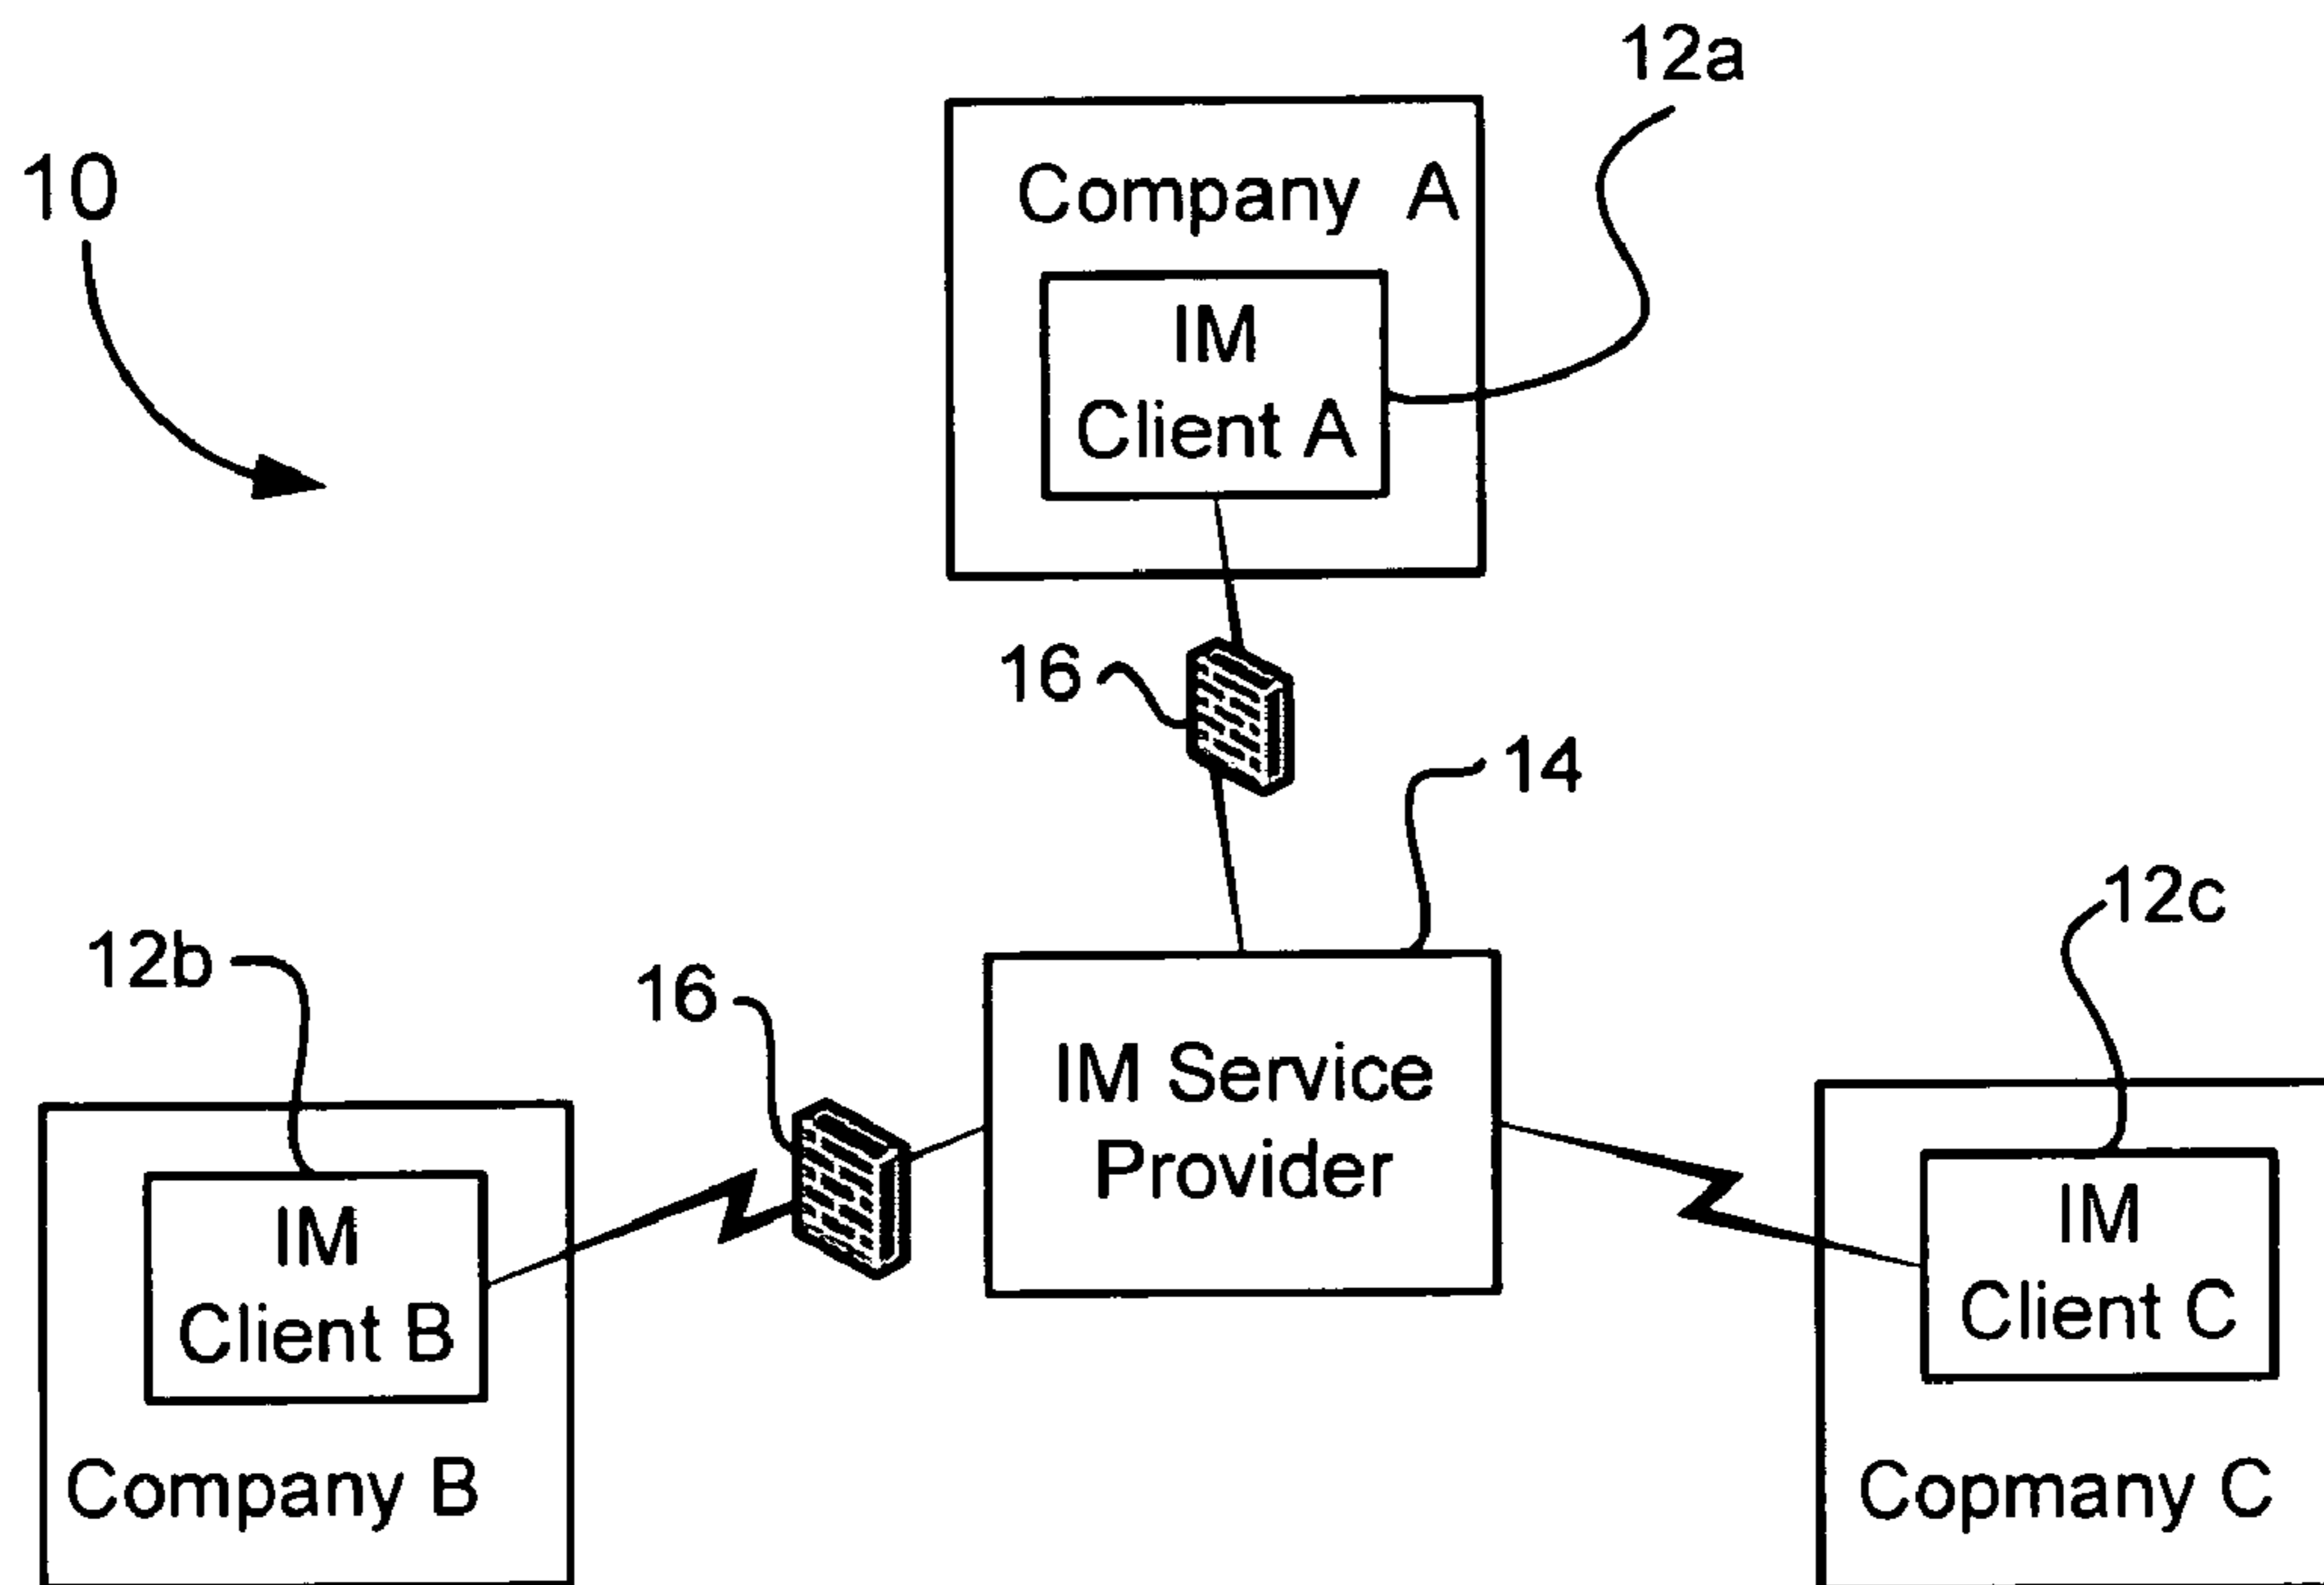 12a
10
Company A
IM
Client A
16
14
12c
12b
16
IM Service
Provider
IM
Client B
Company B
IM
Client C
Copmany C